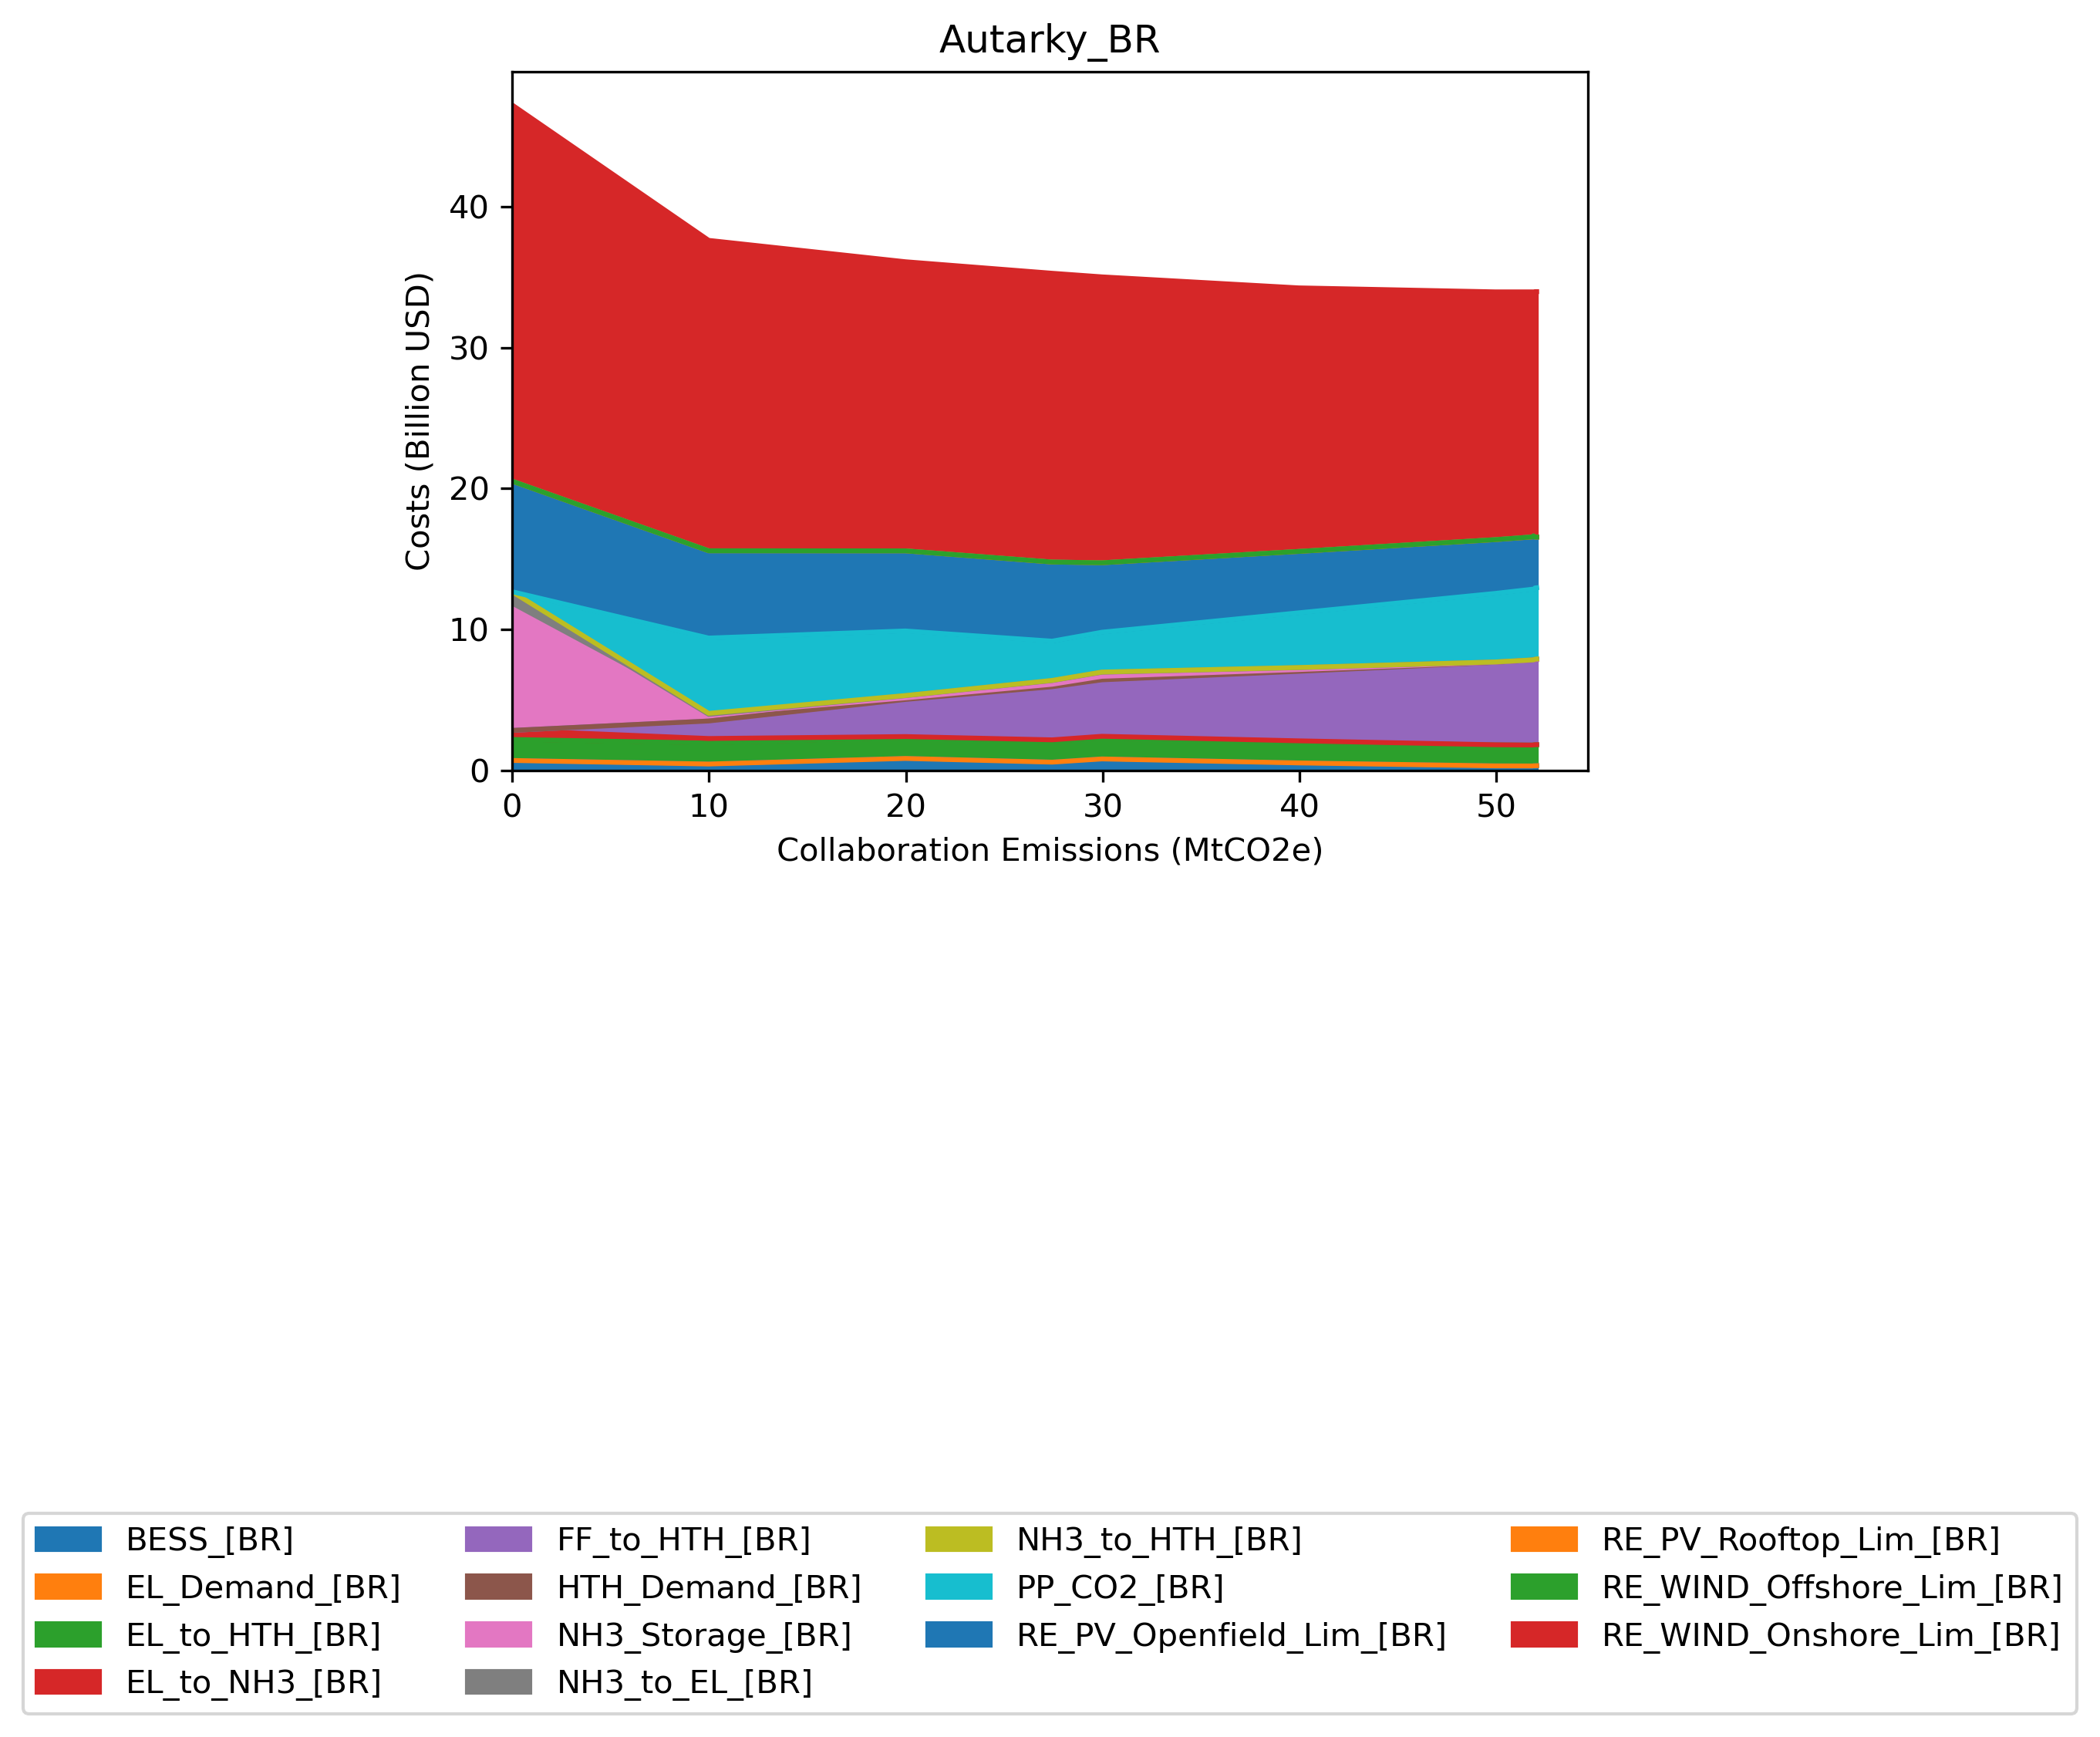 Autarky_BR
Costs (Billion USD)
40
30
20
10
0
0 10 20 30 40 50
Collaboration Emissions (MtCO2e)
BESS_[BR] FF_to_HTH_[BR] NH3_to_HTH_[BR] RE_PV_Rooftop_Lim_[BR]
EL_Demand_[BR] HTH_Demand_[BR] PP_CO2_[BR] RE_WIND_Offshore_Lim_[BR]
EL_to_HTH_[BR] NH3_Storage_[BR] RE_PV_Openfield_Lim_[BR] RE_WIND_Onshore_Lim_[BR]
EL_to_NH3_[BR] NH3_to_EL_[BR]